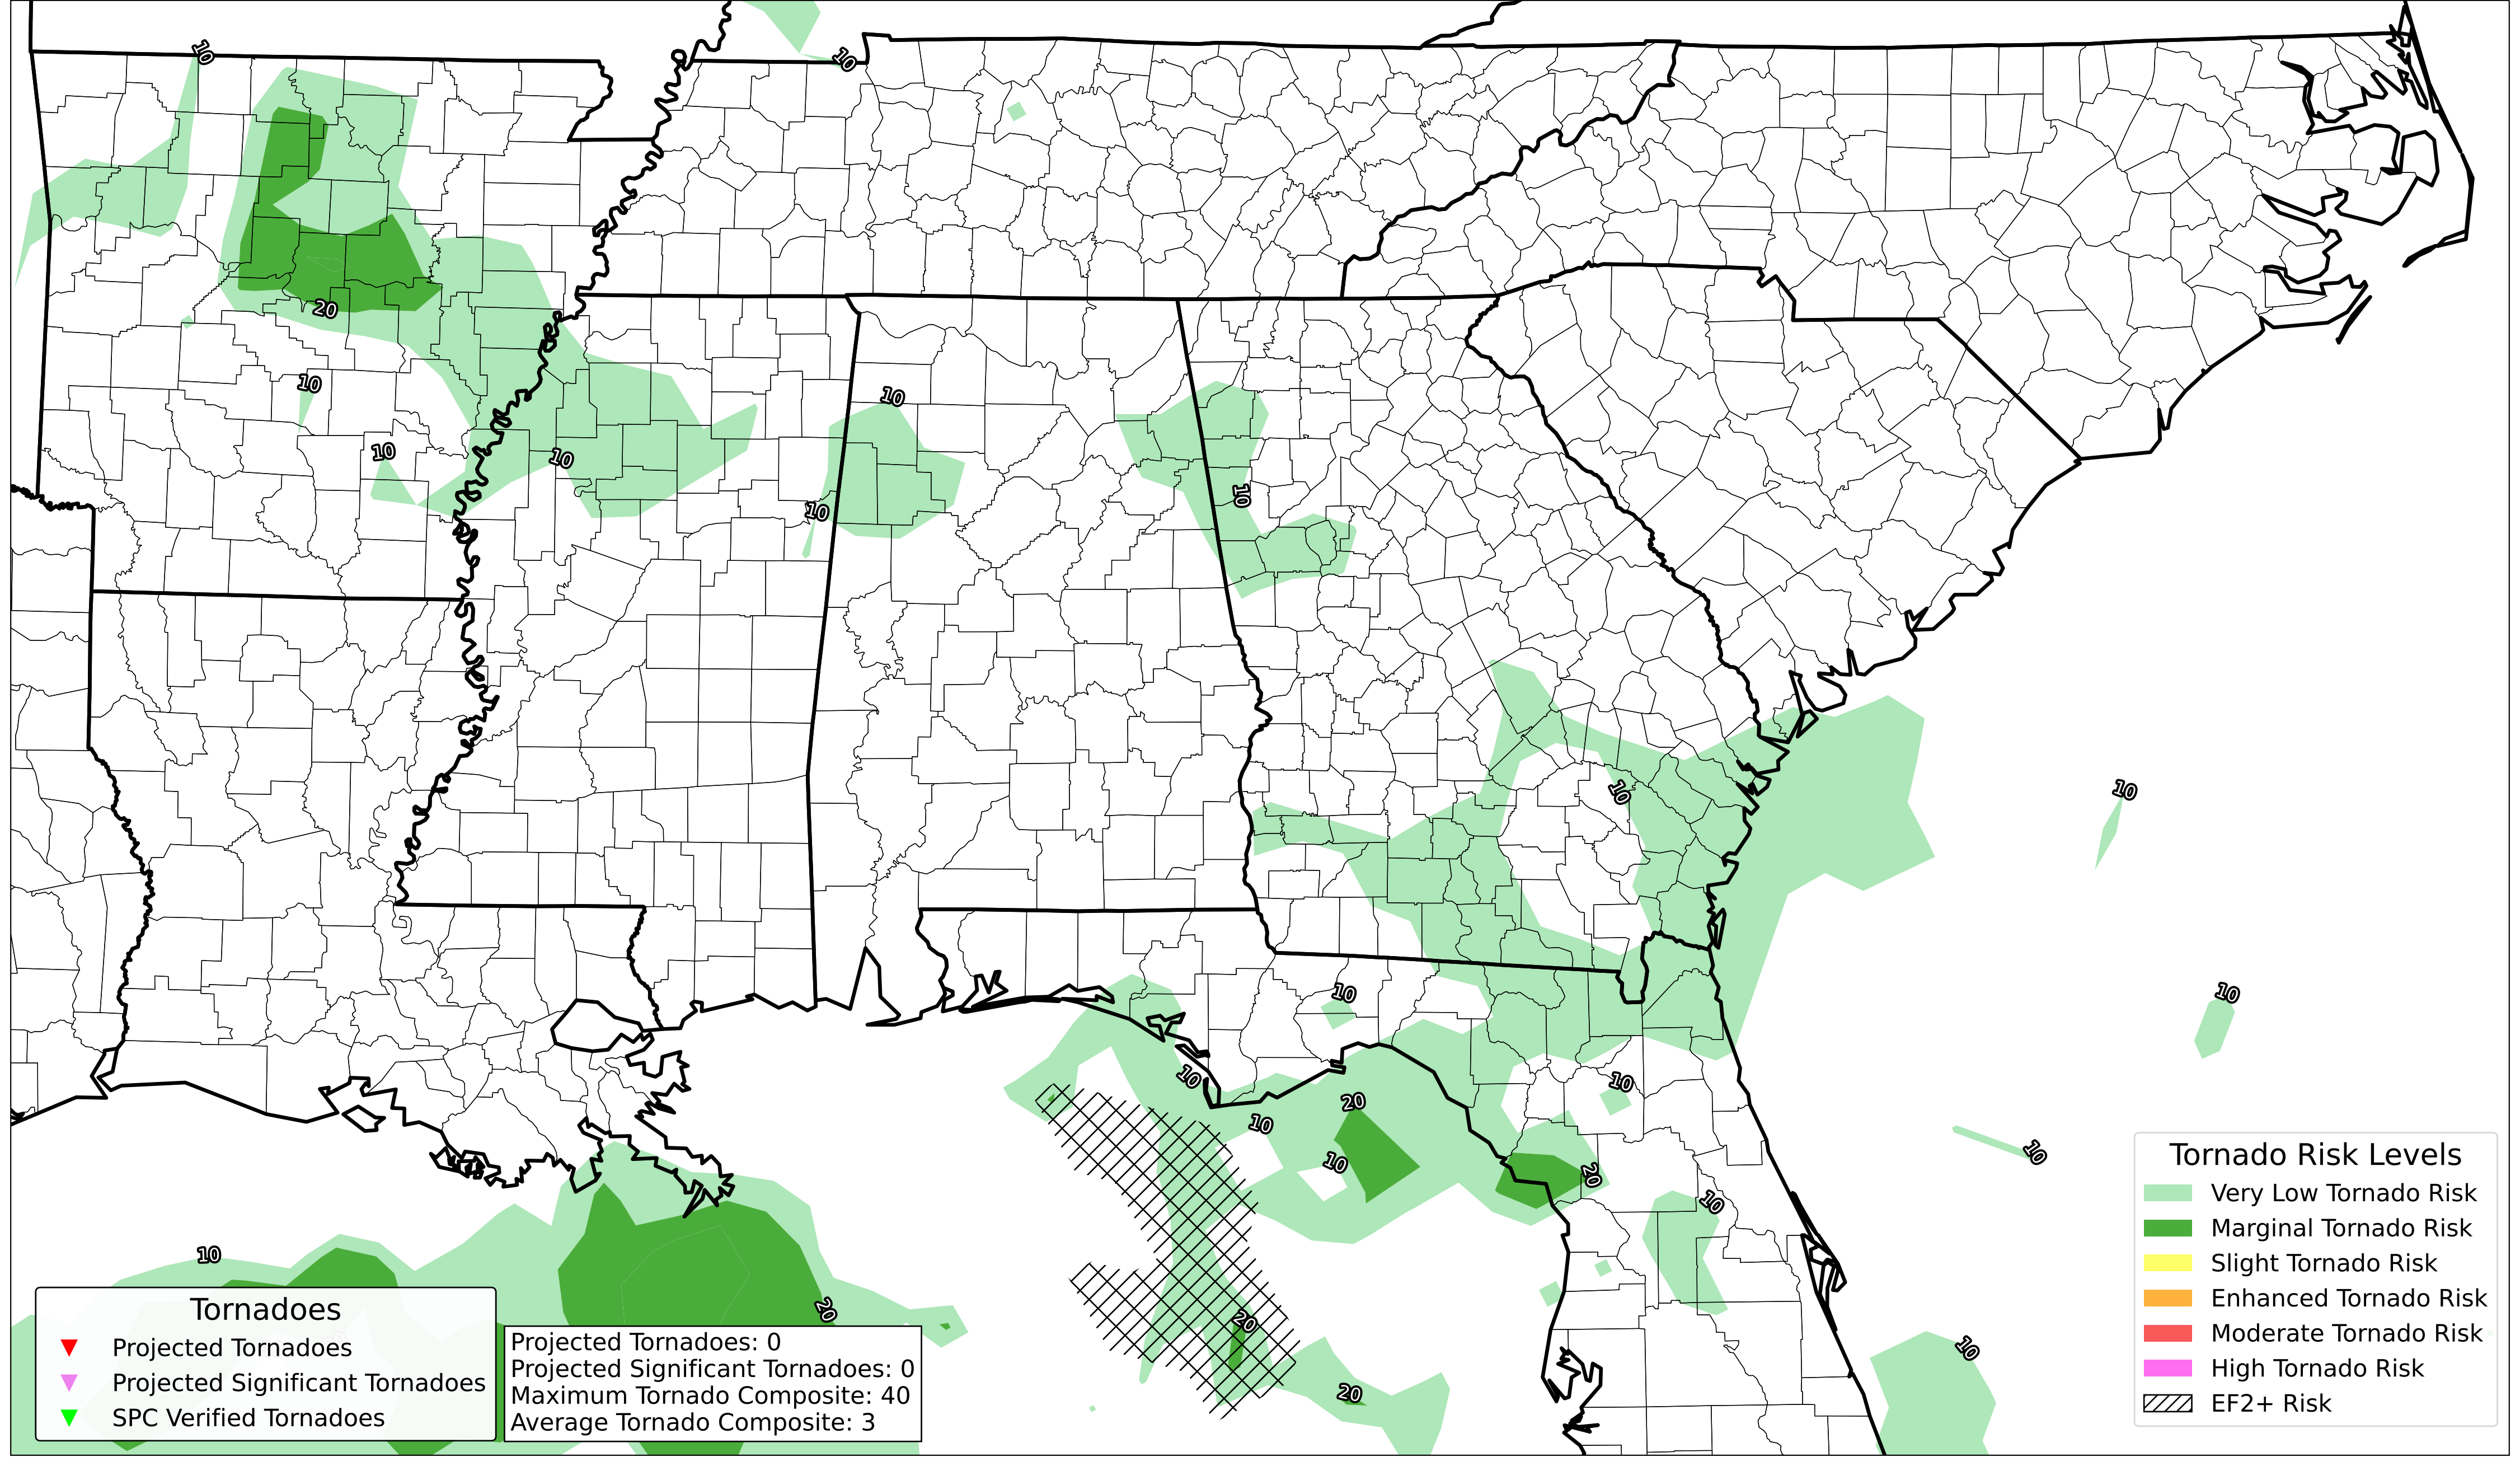 10
10
20
10
10
10
10
10
10
10
10
10
10
10
20
10
10
10
10
20
10
10
20
20
10
20
Tornado Risk Levels
Very Low Tornado Risk
Marginal Tornado Risk
Slight Tornado Risk
Enhanced Tornado Risk
Moderate Tornado Risk
High Tornado Risk
EF2+ Risk
Tornadoes
Projected Tornadoes
Projected Significant Tornadoes
SPC Verified Tornadoes
Projected Tornadoes: 0
Projected Significant Tornadoes: 0
Maximum Tornado Composite: 40
Average Tornado Composite: 3